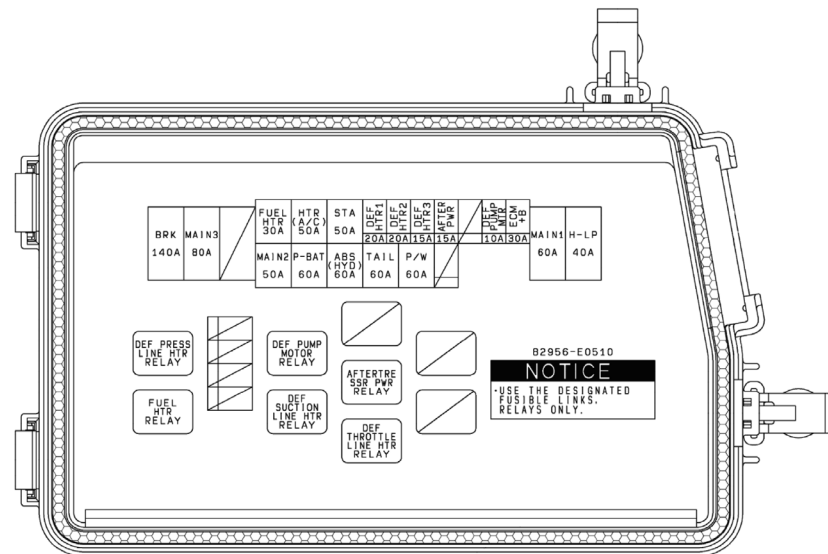 BRK
140A
MAIN3
80A
FUEL
HTR
30A
HTR
(A/C)
50A
STA
50A
DEF
HTR1
20A
DEF
HTR2
20A
DEF
HTR3
15A
AFTER
PWR
15A
DEF
PUMP
MTR
10A
ECM
+B
30A
MAIN2
50A
P-BAT
60A
ABS
(HYD)
60A
TAIL
60A
P/W
60A
MAIN1
60A
H-LP
40A
DEF PRESS
LINE HTR
RELAY
FUEL
HTR
RELAY
DEF PUMP
MOTOR
RELAY
DEF
SUCTION
LINE HTR
RELAY
AFTERTRE
SSR PWR
RELAY
DEF
THROTTLE
LINE HTR
RELAY
82956-E0510
NOTICE
·USE THE DESIGNATED
FUSIBLE LINKS,
RELAYS ONLY.